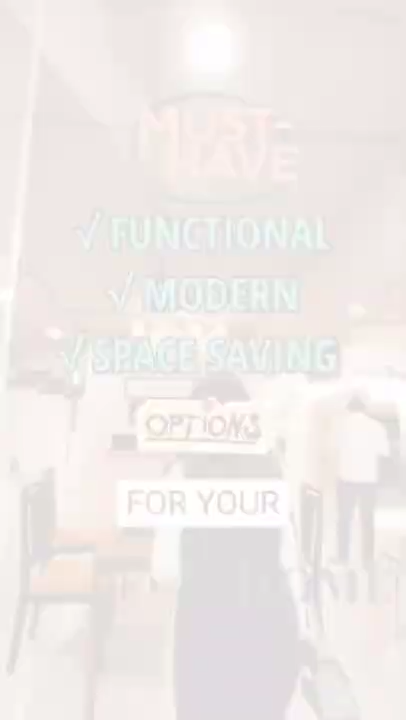 MUST-
HAVE
√ FUNCTIONAL
√ MODERN
√ SPACE SAVING
OPTIONS
FOR YOUR